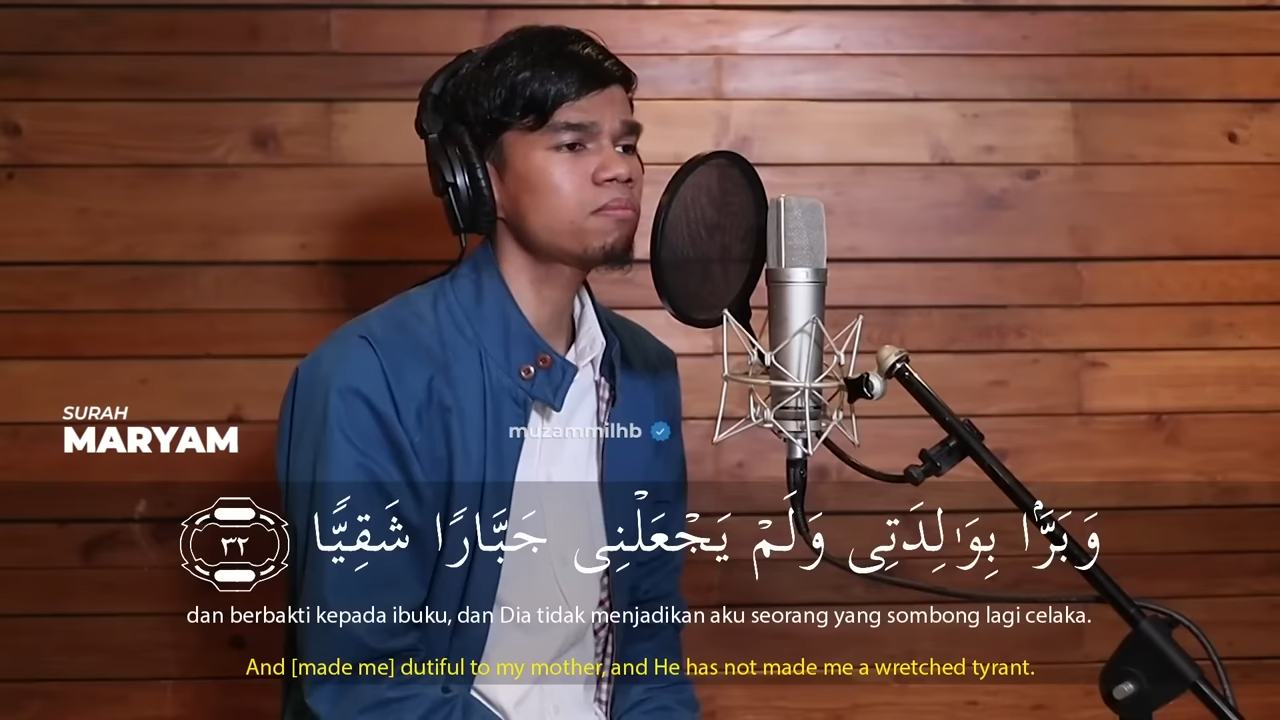 SURAH
MARYAM
muzammilhb
وَبَرًّۢا بِوَٰلِدَتِى وَلَمْ يَجْعَلْنِى جَبَّارًا شَقِيًّا ٣٢
dan berbakti kepada ibuku, dan Dia tidak menjadikan aku seorang yang sombong lagi celaka.
And [made me] dutiful to my mother, and He has not made me a wretched tyrant.